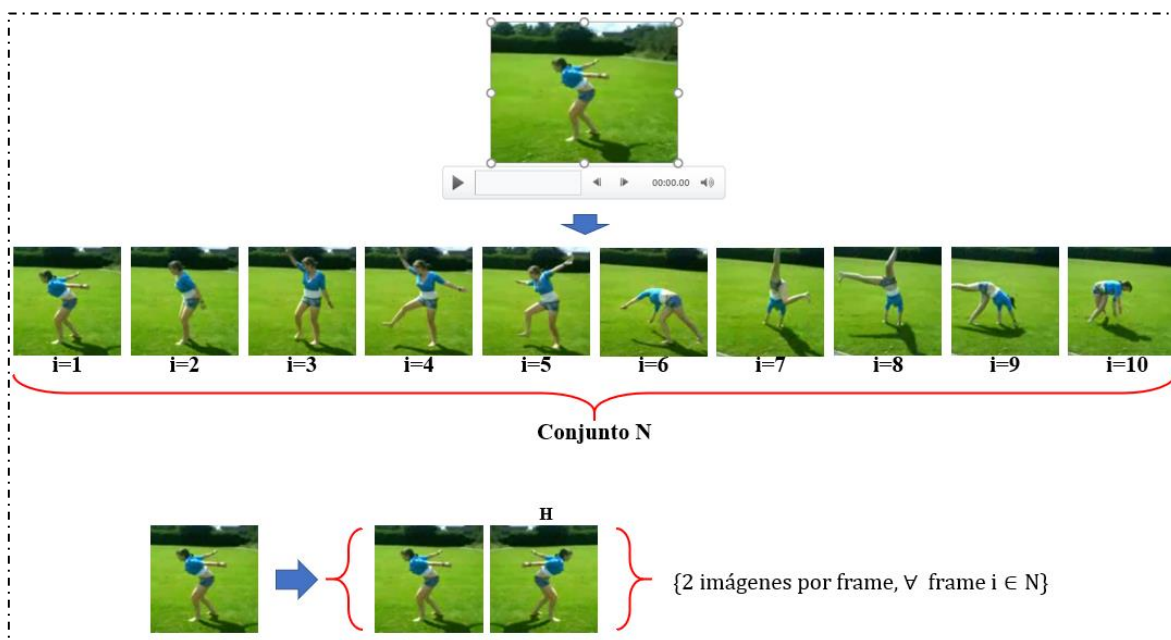 00:00.00
i=1 i=2 i=3 i=4 i=5 i=6 i=7 i=8 i=9 i=10
Conjunto N
H
{2 imágenes por frame, ∀ frame i ∈ N}